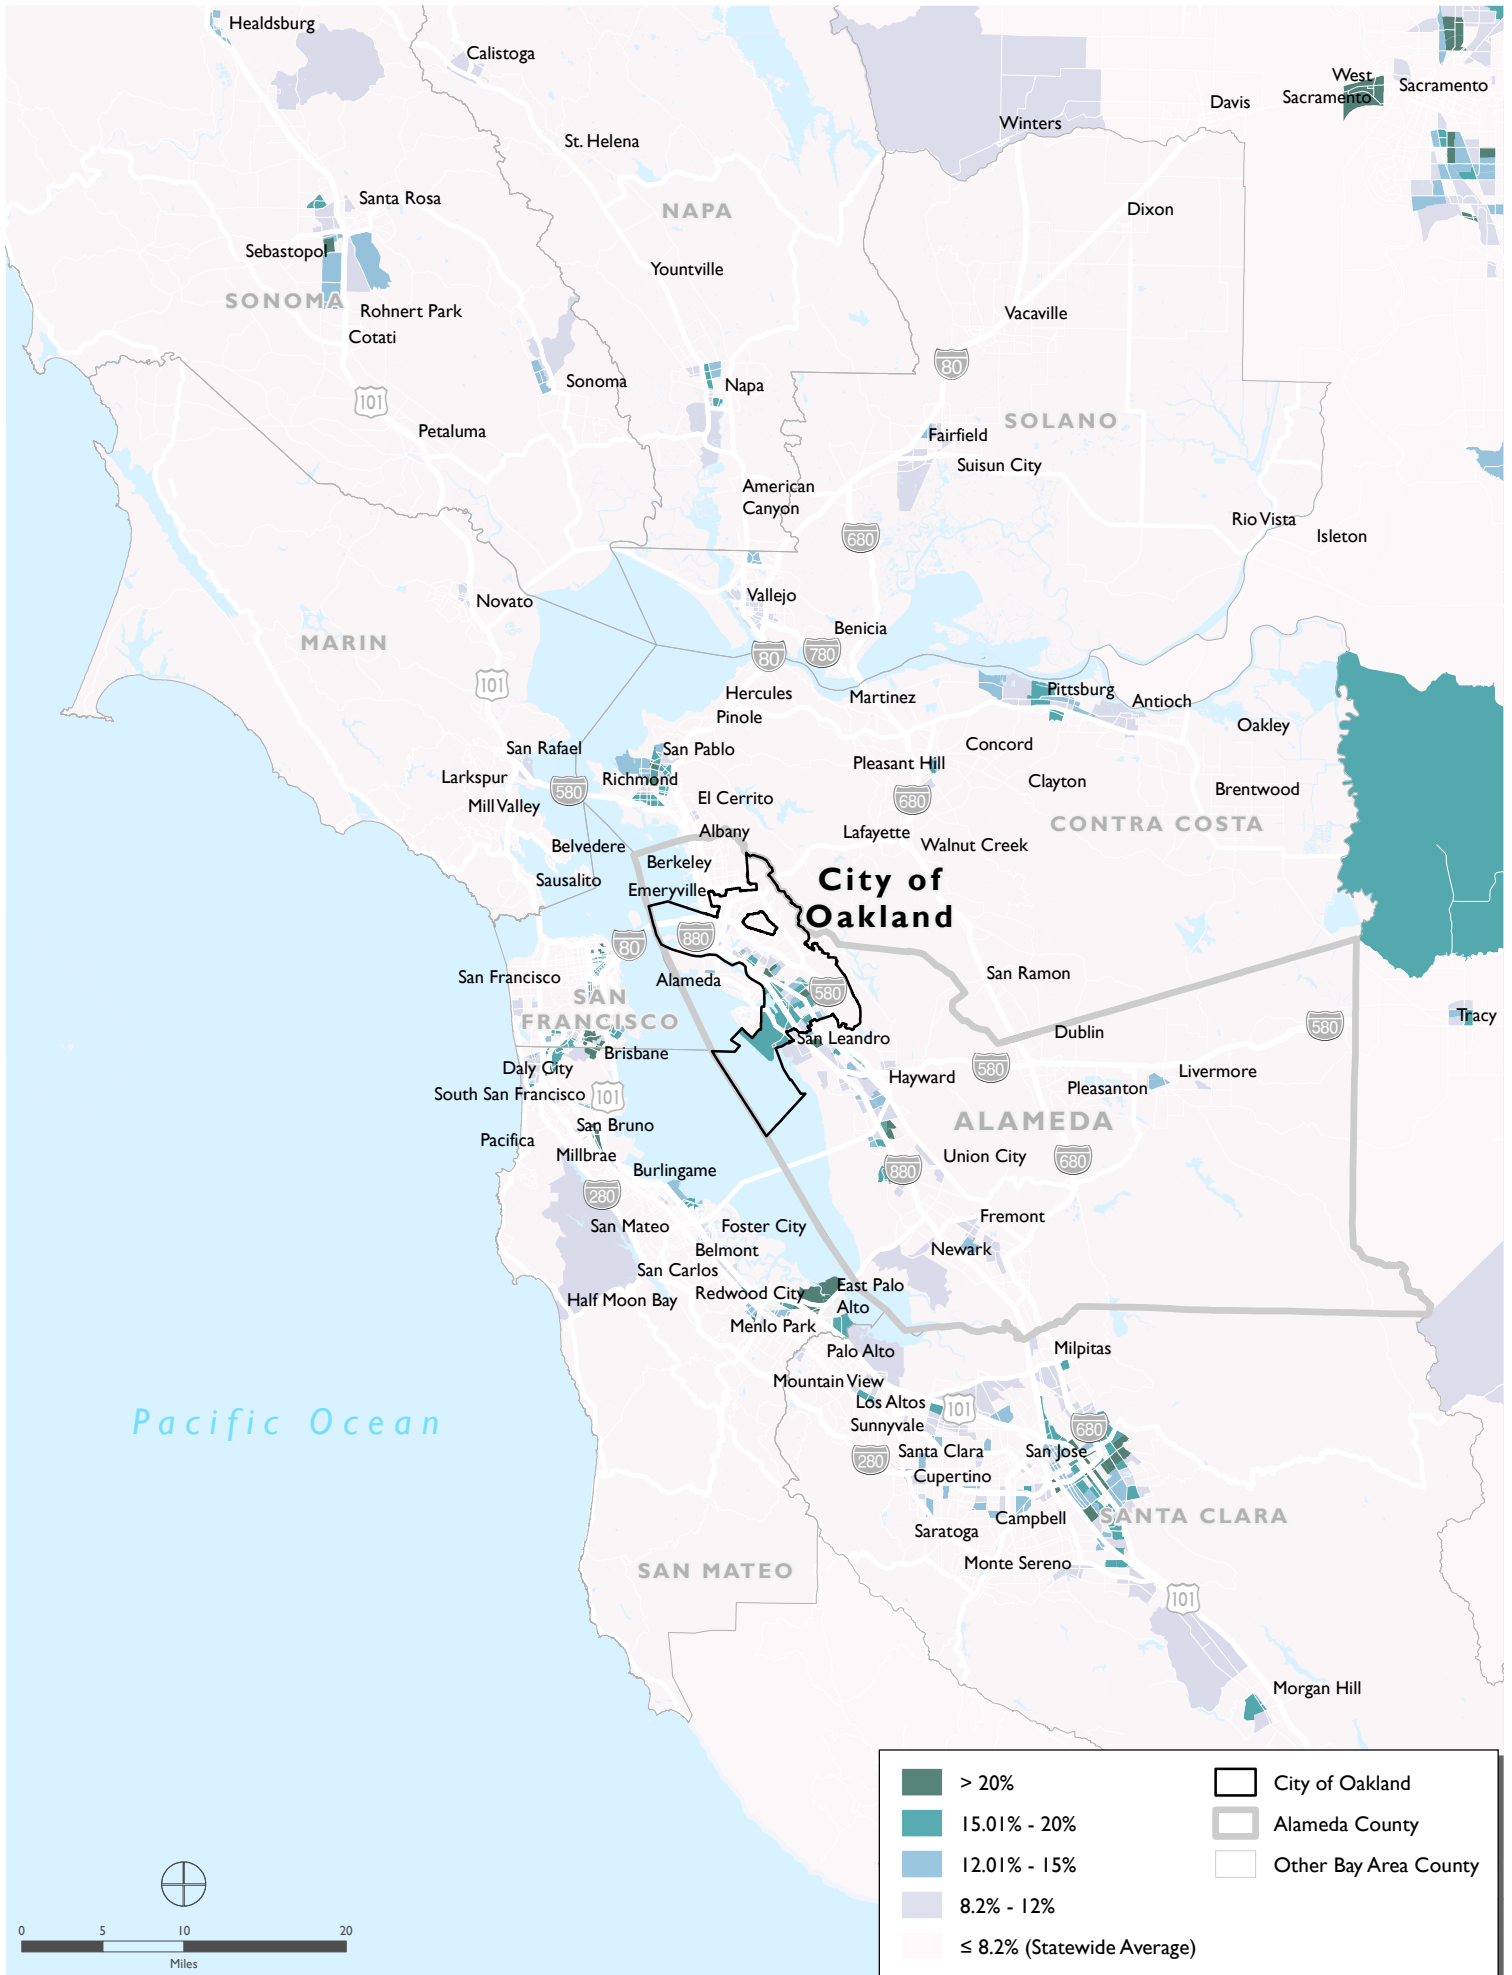 Healdsburg
Calistoga
West
Sacramento
Sacramento
Davis
Winters
St. Helena
Santa Rosa
NAPA
Dixon
Sebastopol
Yountville
SONOMA
Rohnert Park
Cotati
Vacaville
80
Sonoma
Napa
101
SOLANO
Petaluma
Fairfield
Suisun City
American
Canyon
Rio Vista
Isleton
680
Novato
Vallejo
Benicia
MARIN
80
780
101
Hercules
Martinez
Pittsburg
Antioch
Pinole
Oakley
San Rafael
San Pablo
Concord
Pleasant Hill
Larkspur
Richmond
Clayton
Brentwood
580
Mill Valley
El Cerrito
680
CONTRA COSTA
Albany
Lafayette
Walnut Creek
Belvedere
Berkeley
Sausalito
Emeryville
City of
Oakland
80
880
San Francisco
Alameda
San Ramon
580
SAN
FRANCISCO
Tracy
580
San Leandro
Dublin
Brisbane
Daly City
Hayward
580
Livermore
Pleasanton
South San Francisco
101
ALAMEDA
San Bruno
Pacifica
Millbrae
Union City
680
880
Burlingame
280
San Mateo
Foster City
Fremont
Belmont
Newark
San Carlos
Redwood City
East Palo
Alto
Half Moon Bay
Menlo Park
Palo Alto
Milpitas
Mountain View
Los Altos
101
Pacific Ocean
Sunnyvale
680
280
Santa Clara
San Jose
Cupertino
Campbell
SANTA CLARA
Saratoga
Monte Sereno
SAN MATEO
101
Morgan Hill
> 20%
15.01% - 20%
12.01% - 15%
8.2% - 12%
≤ 8.2% (Statewide Average)
City of Oakland
Alameda County
Other Bay Area County
0 5 10 20
Miles